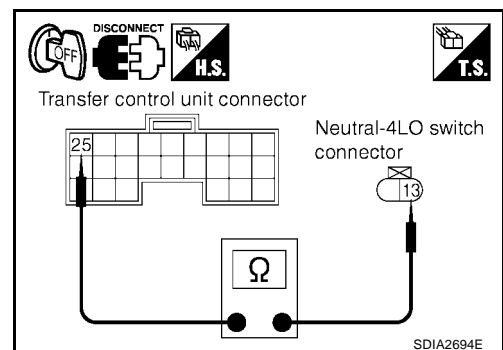 DISCONNECT
OFF
H.S.
T.S.
Transfer control unit connector
Neutral-4LO switch
connector
25
13
Ω
SDIA2694E